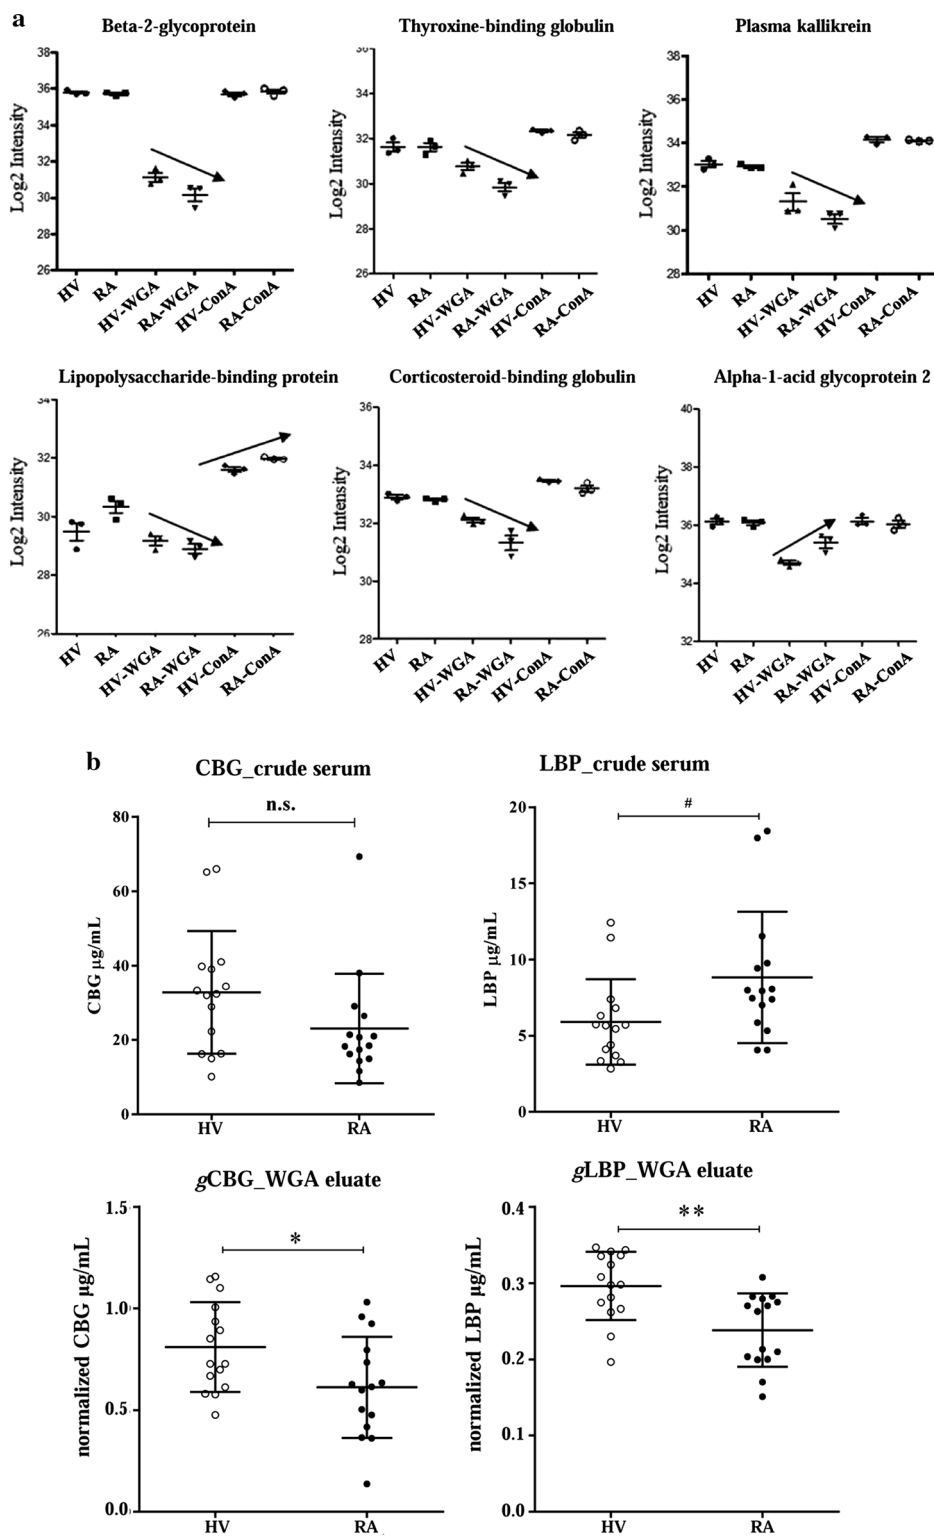 a
Beta-2-glycoprotein
Thyroxine-binding globulin
Plasma kallikrein
Log2 Intensity
38
36
34
32
30
28
26
HV
RA
HV-WGA
RA-WGA
HV-ConA
RA-ConA
Log2 Intensity
36
34
32
30
28
26
HV
RA
HV-WGA
RA-WGA
HV-ConA
RA-ConA
Log2 Intensity
38
36
34
32
30
28
HV
RA
HV-WGA
RA-WGA
HV-ConA
RA-ConA
Lipopolysaccharide-binding protein
Corticosteroid-binding globulin
Alpha-1-acid glycoprotein 2
Log2 Intensity
34
32
30
28
26
HV
RA
HV-WGA
RA-WGA
HV-ConA
RA-ConA
Log2 Intensity
36
34
32
30
28
HV
RA
HV-WGA
RA-WGA
HV-ConA
RA-ConA
Log2 Intensity
40
38
36
34
32
HV
RA
HV-WGA
RA-WGA
HV-ConA
RA-ConA
b
CBG_crude serum
n.s.
CBG µg/mL
80
60
40
20
0
HV
RA
LBP_crude serum
#
LBP µg/mL
20
15
10
5
0
HV
RA
gCBG_WGA eluate
*
normalized CBG µg/mL
1.5
1.0
0.5
0.0
HV
RA
gLBP_WGA eluate
**
normalized LBP µg/mL
0.4
0.3
0.2
0.1
0.0
HV
RA